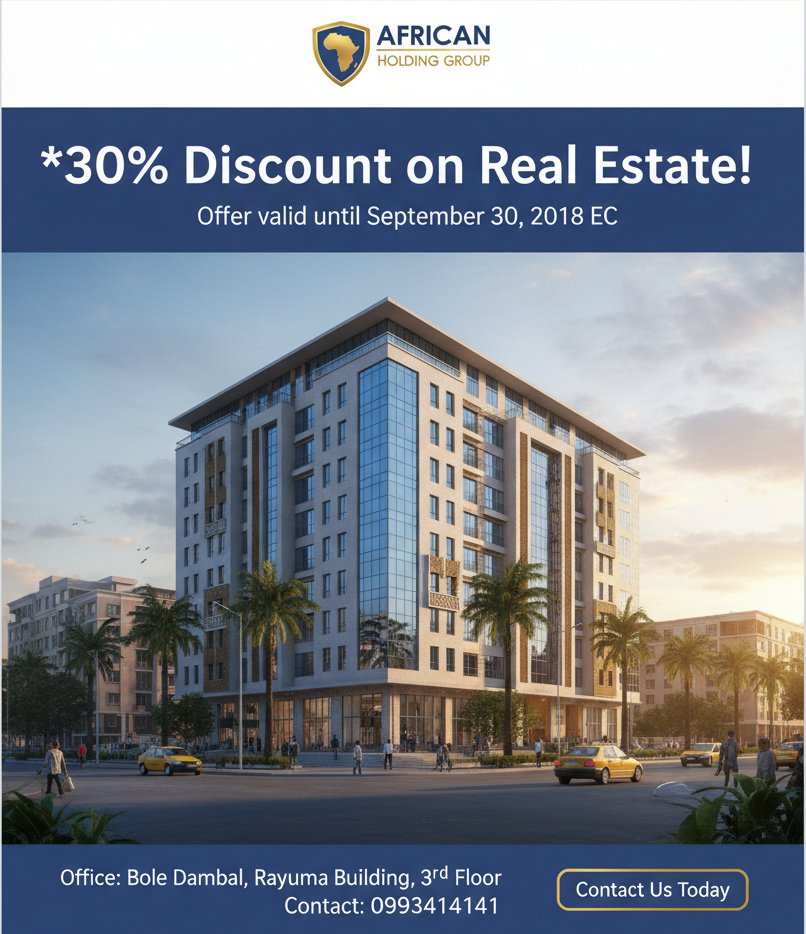 AFRICAN
HOLDING GROUP
*30% Discount on Real Estate!
Offer valid until September 30, 2018 EC
Office: Bole Dambal, Rayuma Building, 3rd Floor
Contact: 0993414141
Contact Us Today